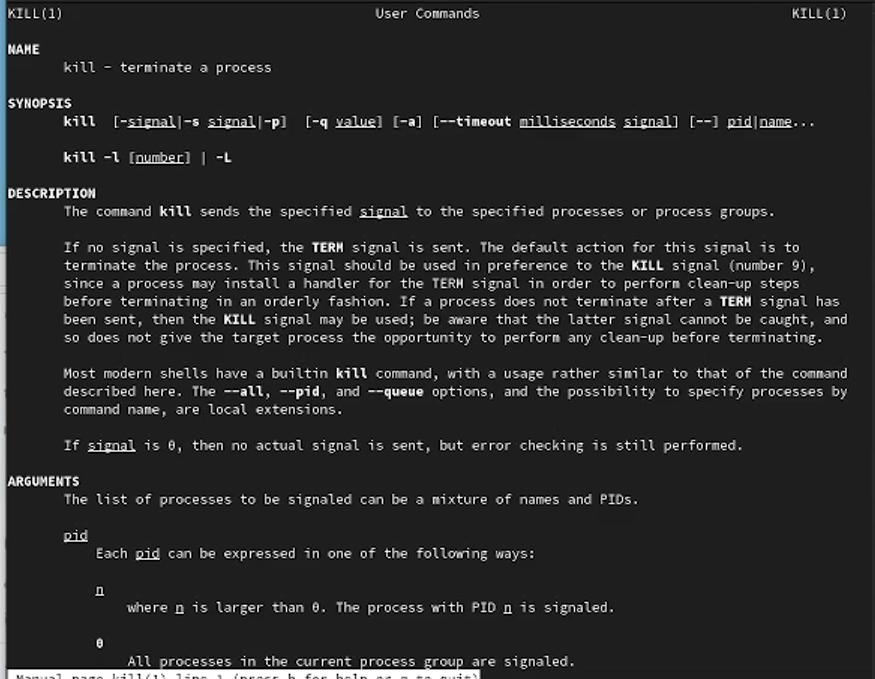 KILL(1) User Commands KILL(1)
NAME
kill - terminate a process
SYNOPSIS
kill [-signal|-s signal|-p] [-q value] [-a] [--timeout milliseconds signal] [--] pid|name...
kill -l [number] | -L
DESCRIPTION
The command kill sends the specified signal to the specified processes or process groups.
If no signal is specified, the TERM signal is sent. The default action for this signal is to
terminate the process. This signal should be used in preference to the KILL signal (number 9),
since a process may install a handler for the TERM signal in order to perform clean-up steps
before terminating in an orderly fashion. If a process does not terminate after a TERM signal has
been sent, then the KILL signal may be used; be aware that the latter signal cannot be caught, and
so does not give the target process the opportunity to perform any clean-up before terminating.
Most modern shells have a builtin kill command, with a usage rather similar to that of the command
described here. The --all, --pid, and --queue options, and the possibility to specify processes by
command name, are local extensions.
If signal is 0, then no actual signal is sent, but error checking is still performed.
ARGUMENTS
The list of processes to be signaled can be a mixture of names and PIDs.
pid
Each pid can be expressed in one of the following ways:
n
where n is larger than 0. The process with PID n is signaled.
0
All processes in the current process group are signaled.
Manual page kill(1) line 1 (press h for help or q to quit)